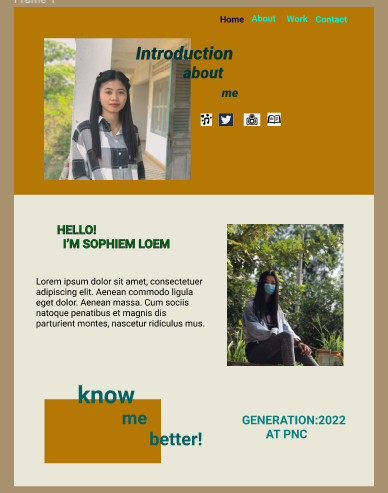 Home About Work Contact
Introduction
about
me
HELLO!
I'M SOPHIEM LOEM
Lorem ipsum dolor sit amet, consectetuer
adipiscing elit. Aenean commodo ligula
eget dolor. Aenean massa. Cum sociis
natoque penatibus et magnis dis
parturient montes, nascetur ridiculus mus.
know
me
better!
GENERATION:2022
AT PNC